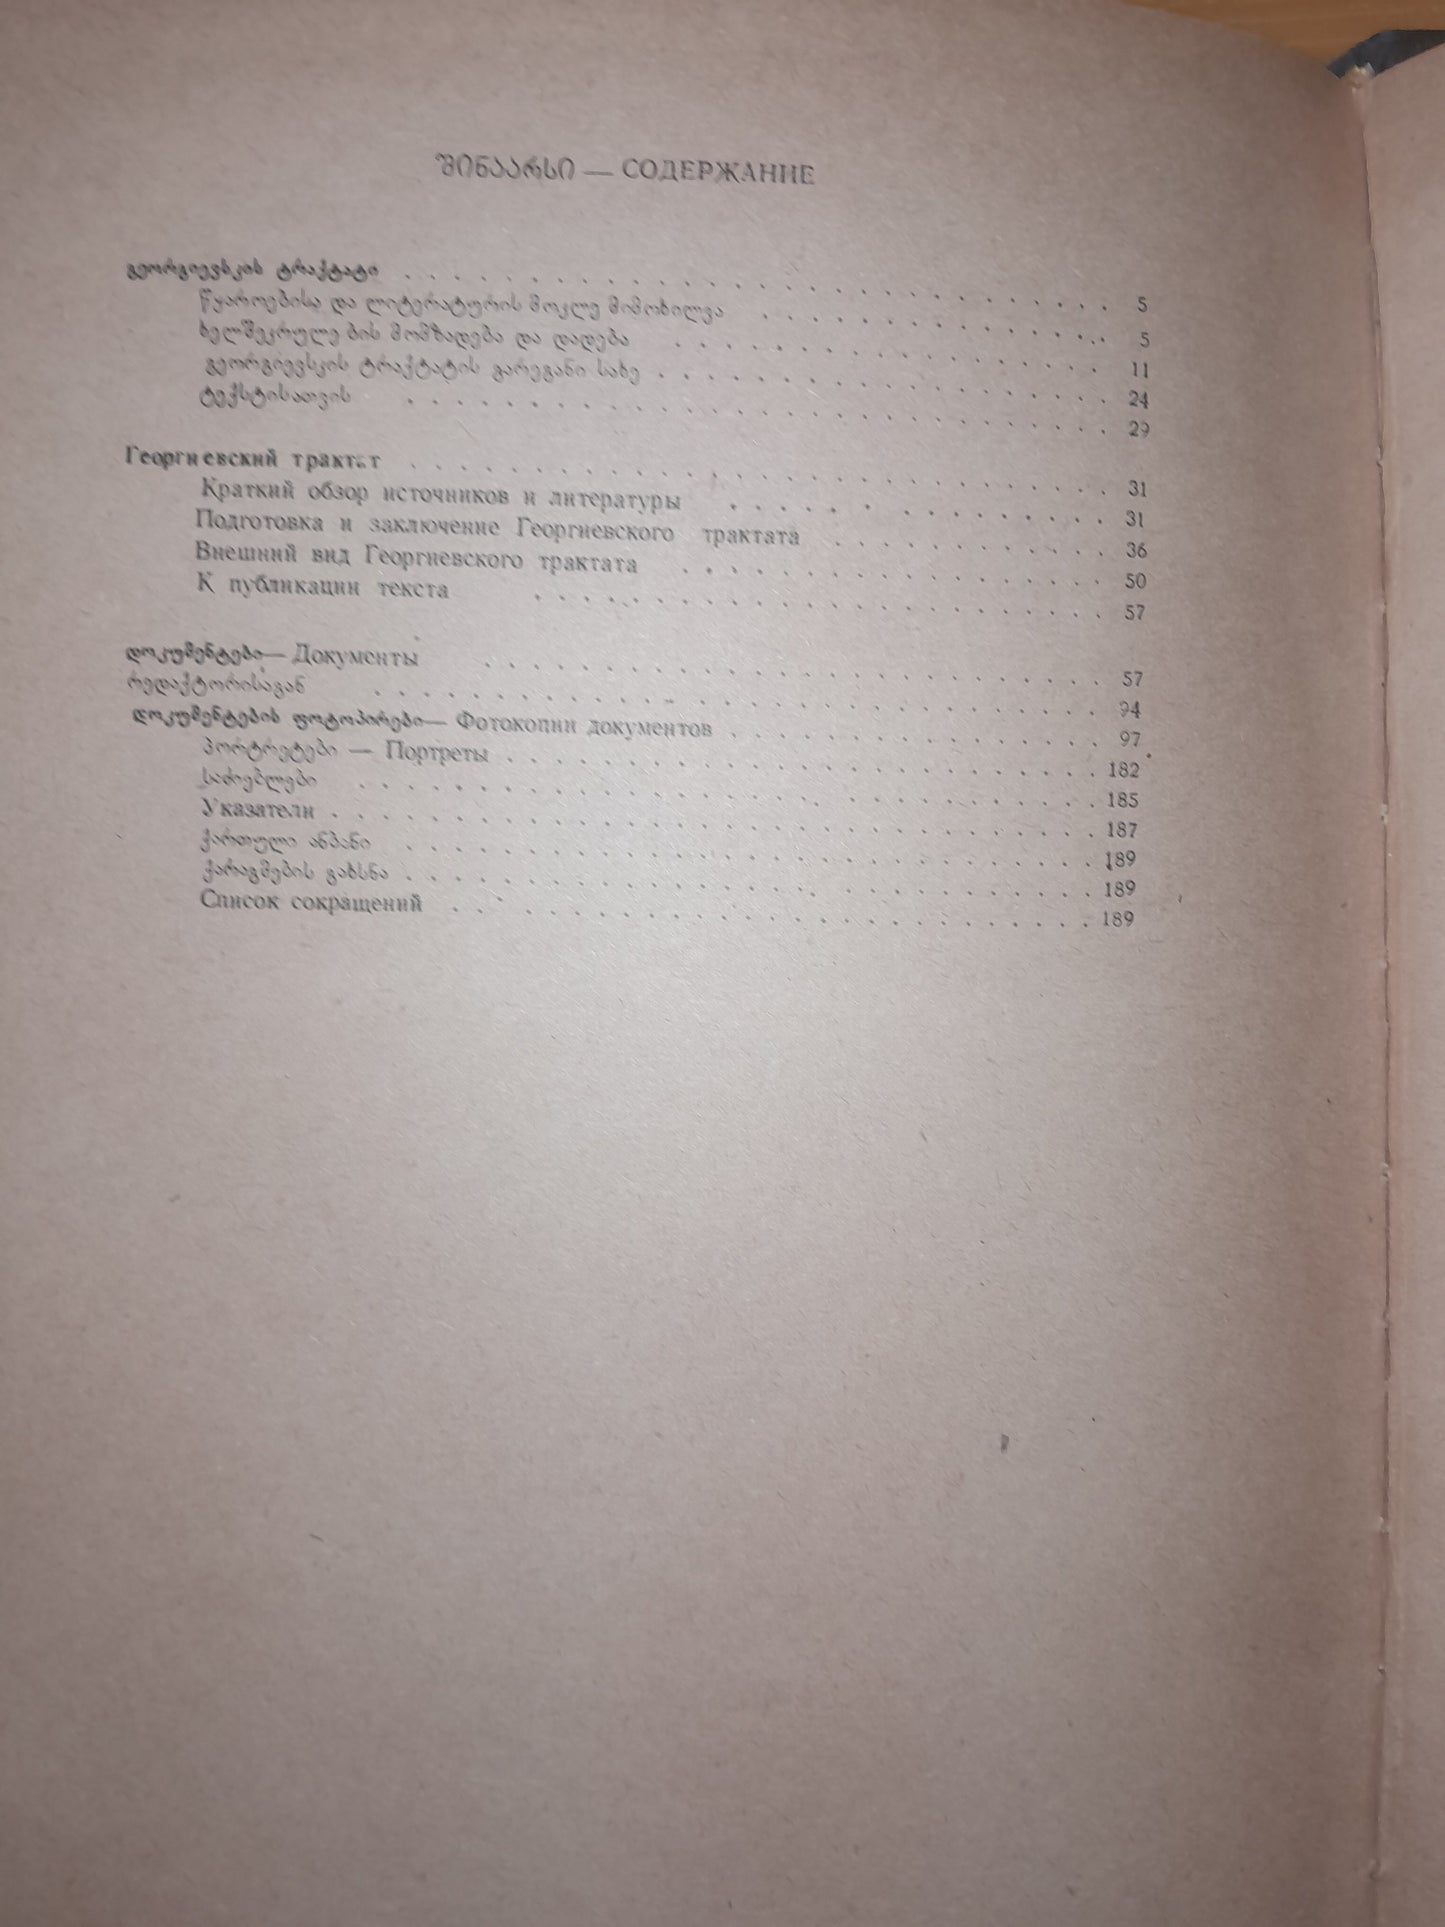 შინაარსი — СОДЕРЖАНИЕ
გეორგიევსკის ტრაქტატი . . . . . . . . . . . . . . . . . . . . 5
წყაროებისა და ლიტერატურის მოკლე მიმოხილვა . . . . . . . . . . . . 5
ხელშეკრულების მომზადება და დადება . . . . . . . . . . . . . . 11
გეორგიევსკის ტრაქტატის გარეგანი სახე . . . . . . . . . . . . . . 24
ტექსტისათვის . . . . . . . . . . . . . . . . . . . . 29
Георгиевский трактат . . . . . . . . . . . . . . . . . . . . 31
Краткий обзор источников и литературы . . . . . . . . . . . . . . 31
Подготовка и заключение Георгиевского трактата . . . . . . . . . . 36
Внешний вид Георгиевского трактата . . . . . . . . . . . . . . 50
К публикации текста . . . . . . . . . . . . . . . . . . 57
დოკუმენტები— Документы . . . . . . . . . . . . . . . . . . 57
რედაქტორისაგან . . . . . . . . . . . . . . . . . . . . 94
დოკუმენტების ფოტოპირები— Фотокопии документов . . . . . . . . . . . . 97
პორტრეტები — Портреты . . . . . . . . . . . . . . . . . . 182
საძიებლები . . . . . . . . . . . . . . . . . . . . 185
Указатели . . . . . . . . . . . . . . . . . . . . 187
ქართული ანბანი . . . . . . . . . . . . . . . . . . . . 189
ქარაგმების გახსნა . . . . . . . . . . . . . . . . . . . . 189
Список сокращений . . . . . . . . . . . . . . . . . . . . 189